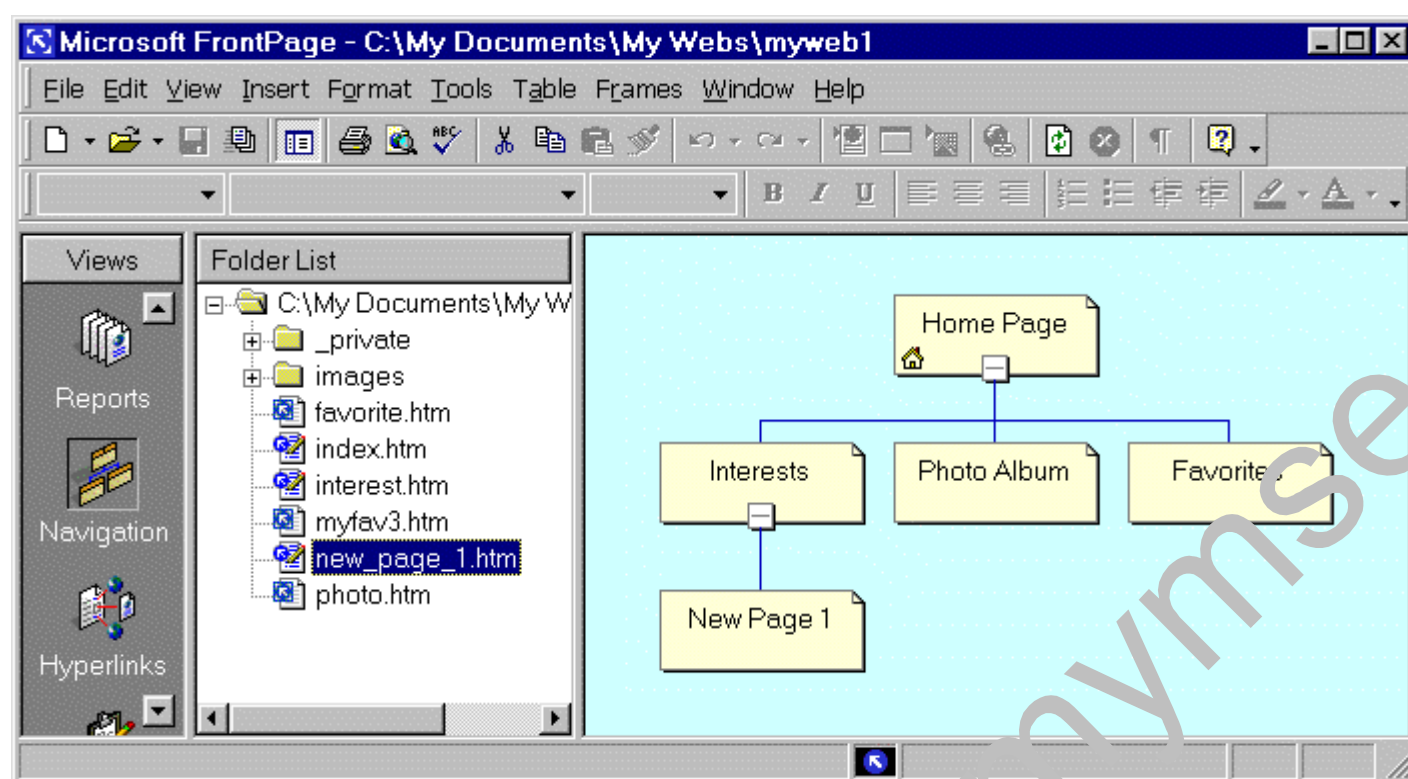 Microsoft FrontPage - C:\My Documents\My Webs\myweb1
File Edit View Insert Format Tools Table Frames Window Help
ABC
B I U A
Views
Reports
Navigation
Hyperlinks
Folder List
C:\My Documents\My W
_private
images
favorite.htm
index.htm
interest.htm
myfav3.htm
new_page_1.htm
photo.htm
Home Page
Interests Photo Album Favorites
New Page 1
mymse